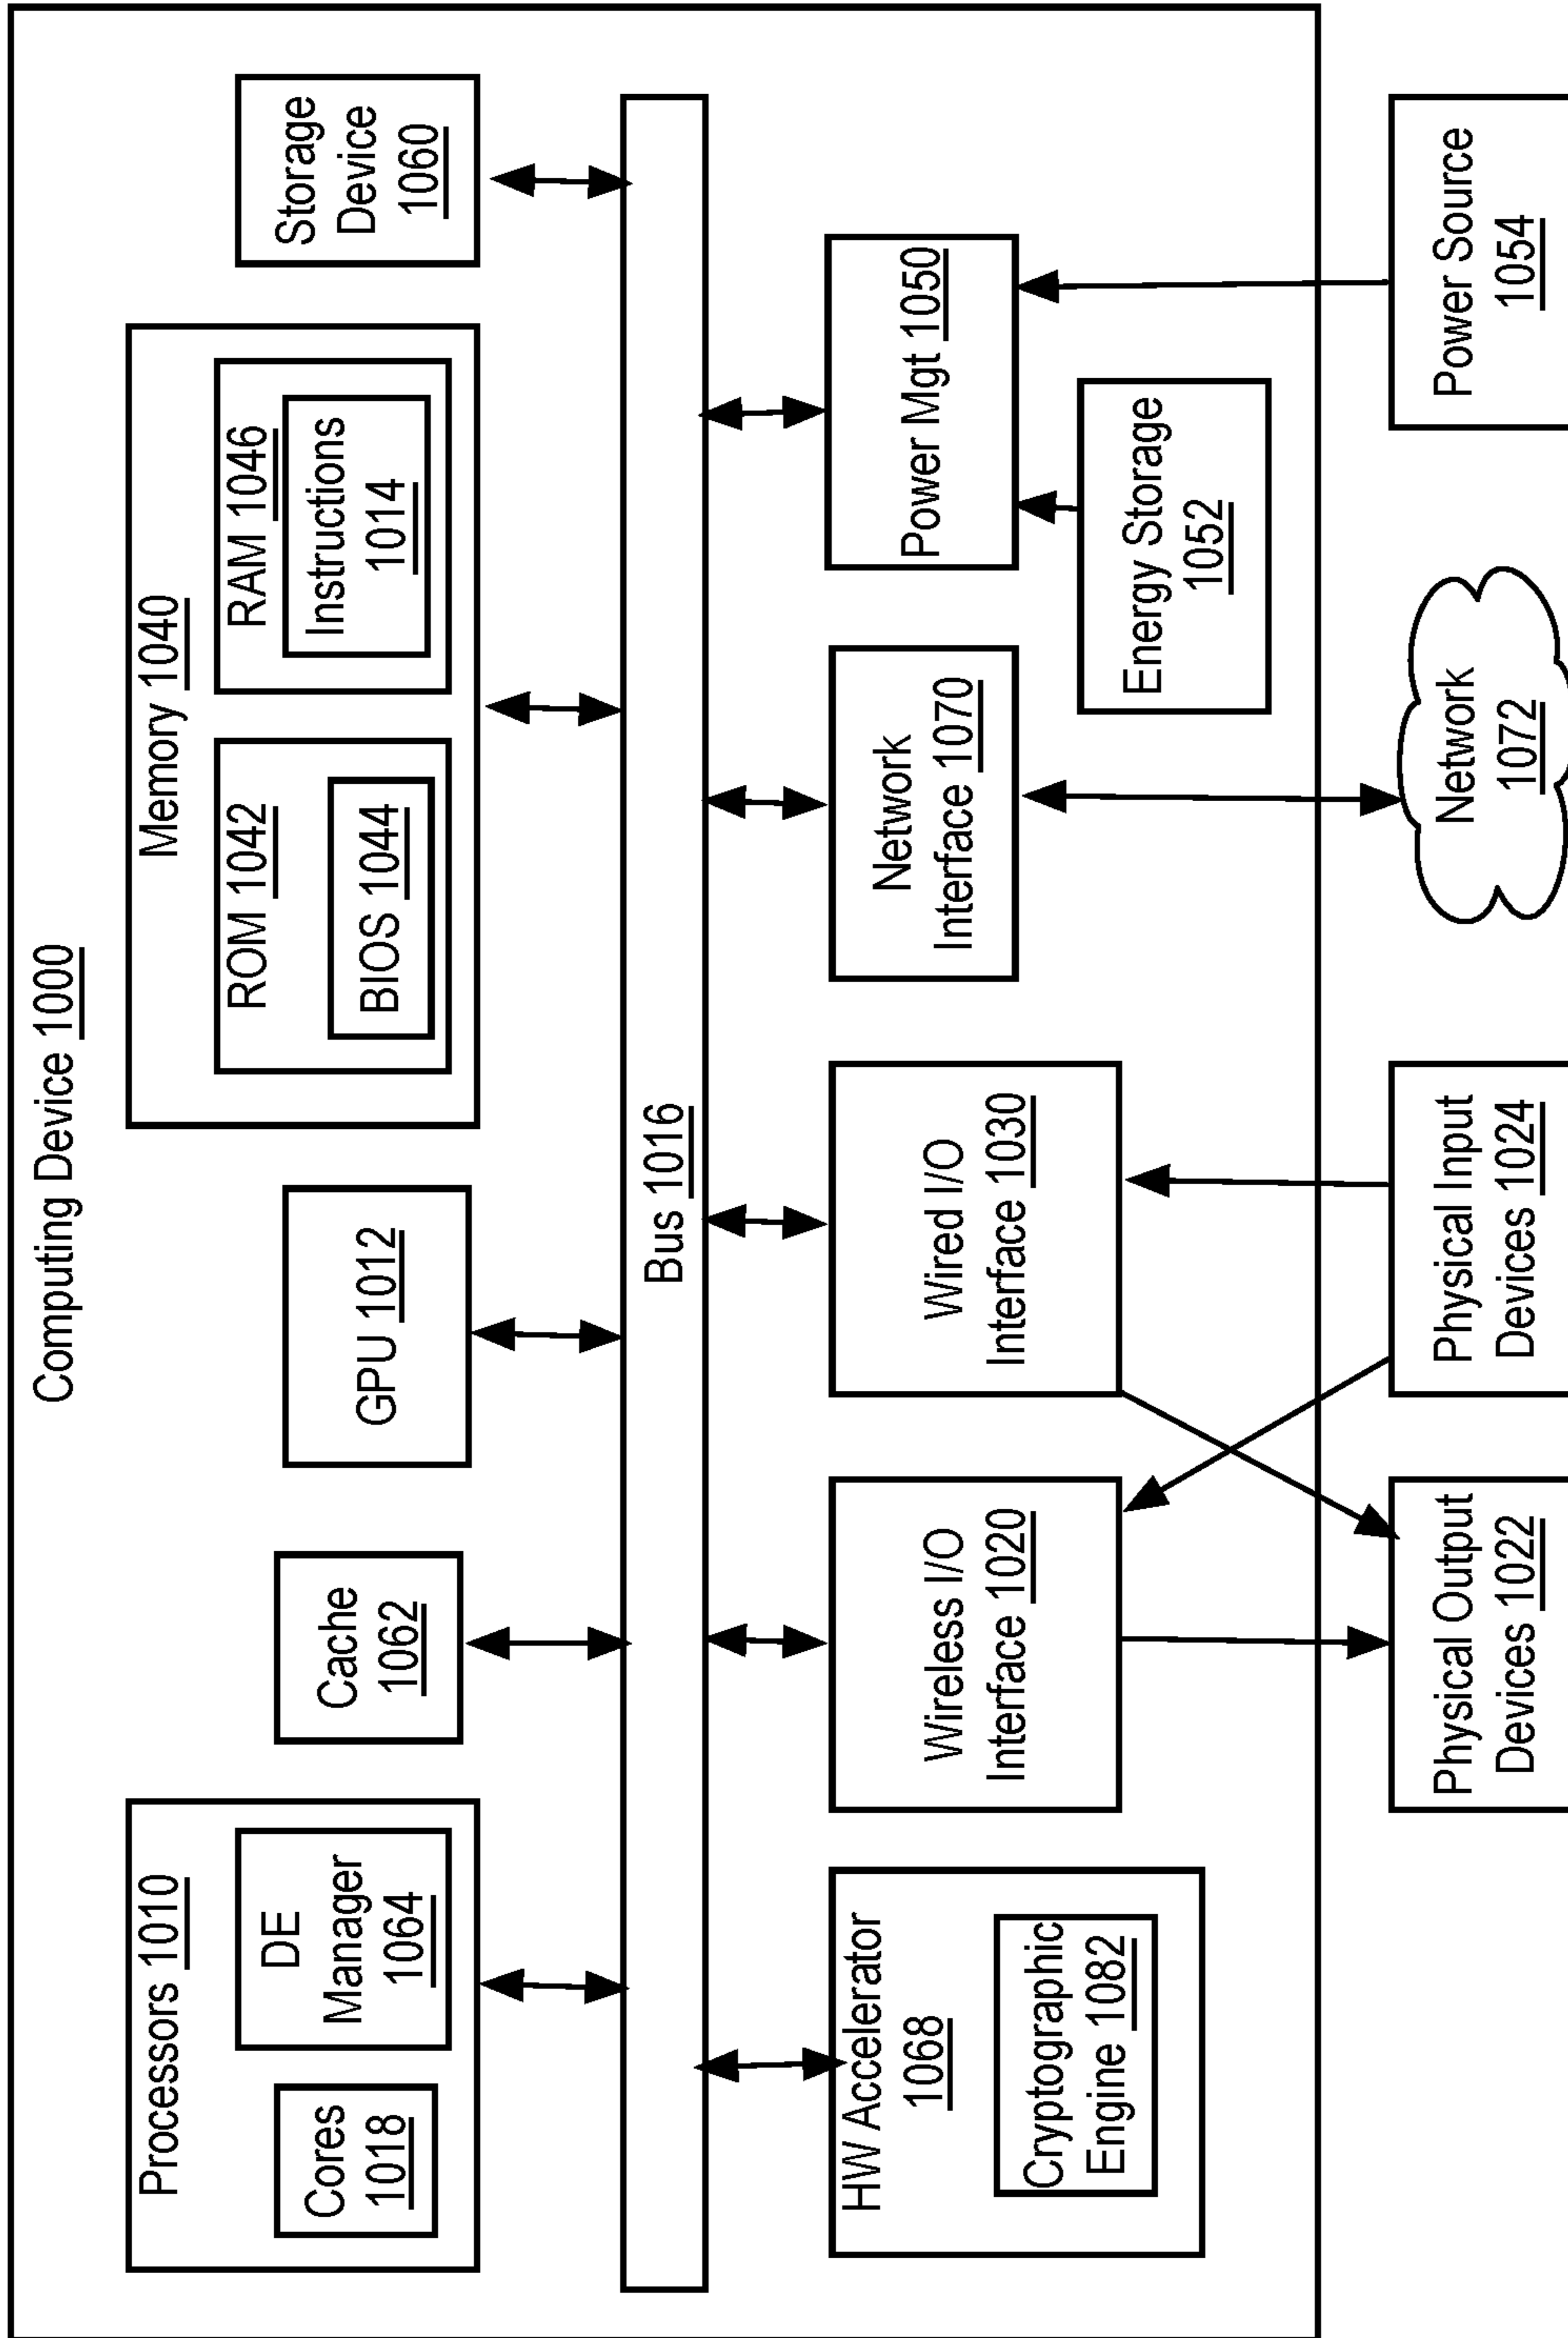 Computing Device 1000
Processors 1010
Cores
1018
DE
Manager
1064
Cache
1062
GPU 1012
Memory 1040
ROM 1042
BIOS 1044
RAM 1046
Instructions
1014
Storage
Device
1060
Bus 1016
HW Accelerator
1068
Cryptographic
Engine 1082
Wireless I/O
Interface 1020
Wired I/O
Interface 1030
Network
Interface 1070
Power Mgt 1050
Energy Storage
1052
Physical Output
Devices 1022
Physical Input
Devices 1024
Network
1072
Power Source
1054